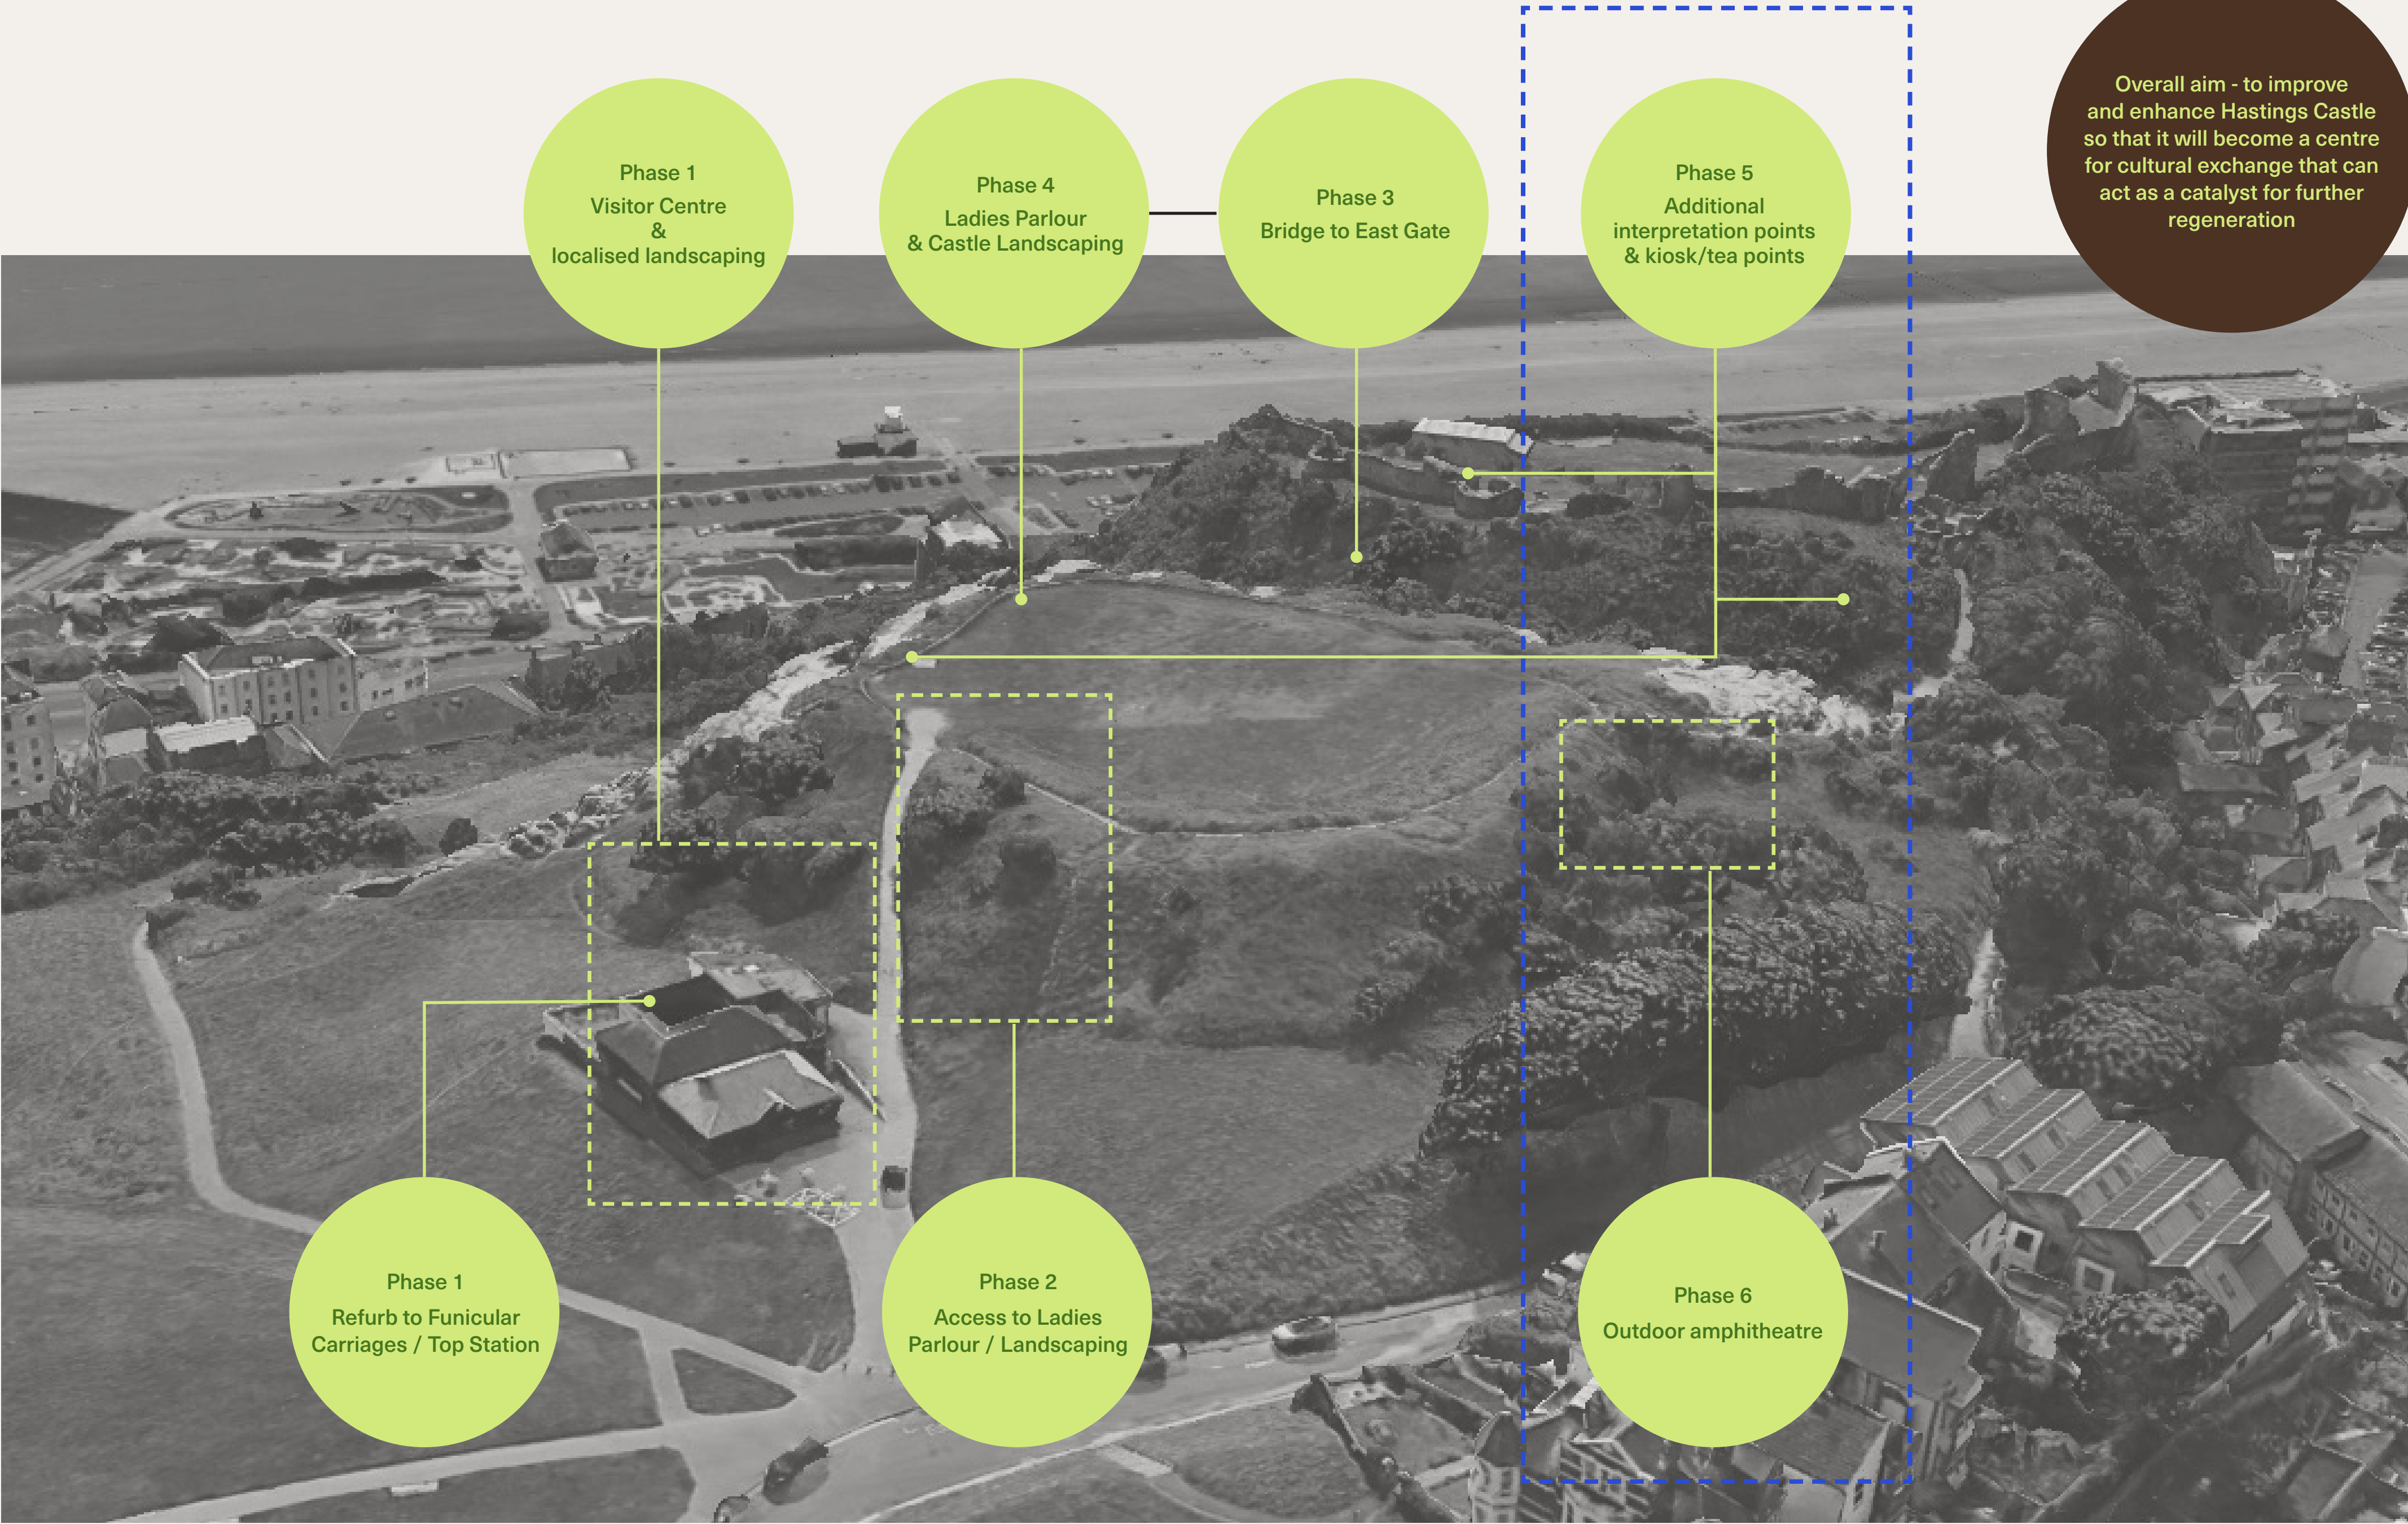 Phase 1
Visitor Centre
&
localised landscaping
Phase 4
Ladies Parlour
& Castle Landscaping
Phase 3
Bridge to East Gate
Phase 5
Additional
interpretation points
& kiosk/tea points
Overall aim - to improve
and enhance Hastings Castle
so that it will become a centre
for cultural exchange that can
act as a catalyst for further
regeneration
Phase 1
Refurb to Funicular
Carriages / Top Station
Phase 2
Access to Ladies
Parlour / Landscaping
Phase 6
Outdoor amphitheatre